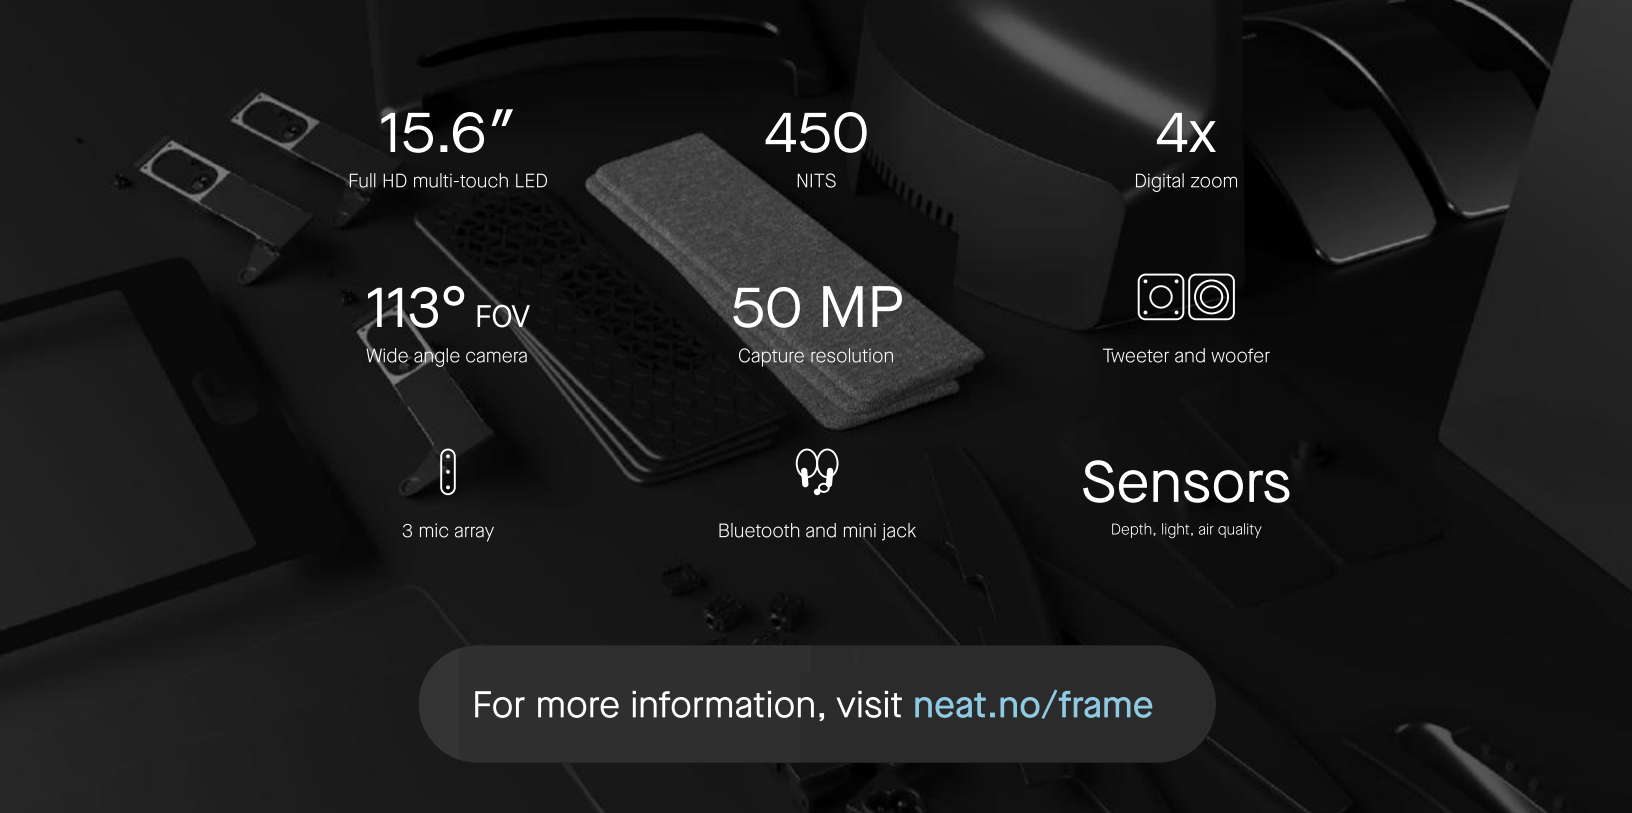 15.6″
Full HD multi-touch LED
450
NITS
4x
Digital zoom
113° FOV
Wide angle camera
50 MP
Capture resolution
Tweeter and woofer
3 mic array
Bluetooth and mini jack
Sensors
Depth, light, air quality
For more information, visit neat.no/frame